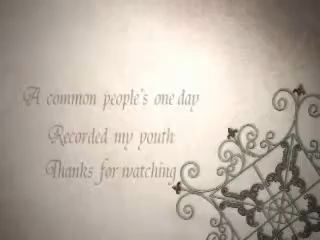 A common people's one day
Recorded my youth
Thanks for watching